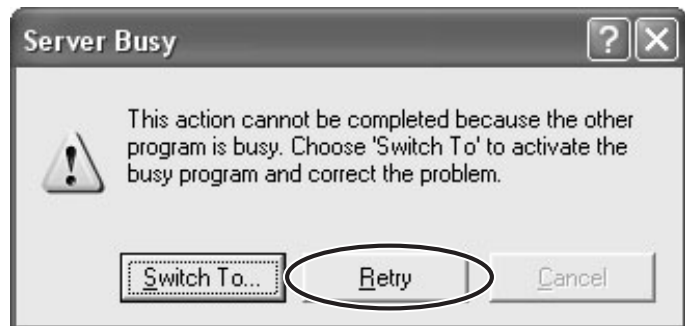 Server Busy
This action cannot be completed because the other
program is busy. Choose 'Switch To' to activate the
busy program and correct the problem.
Switch To... Retry Cancel